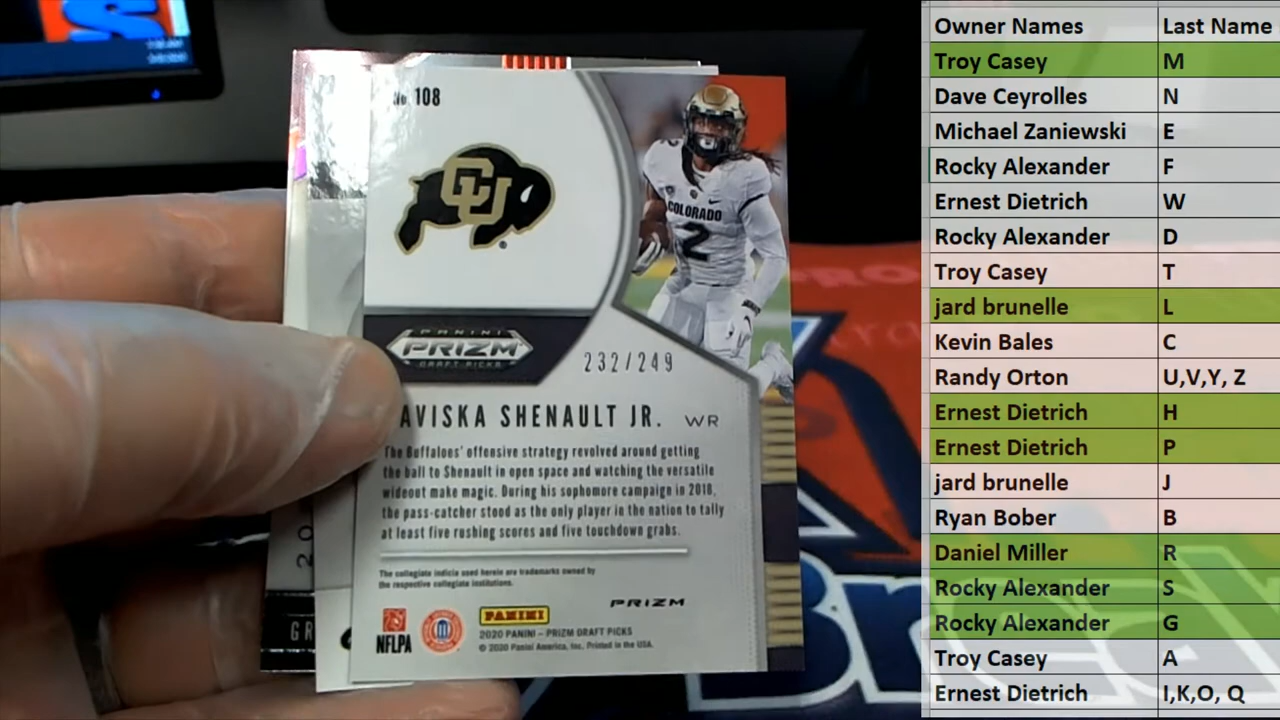 No. 108
CU
COLORADO
2
PANINI
PRIZM
DRAFT PICKS
232/249
AVISKA SHENAULT JR. WR
The Buffaloes' offensive strategy revolved around getting
the ball to Shenault in open space and watching the versatile
wideout make magic. During his sophomore campaign in 2018,
the pass-catcher stood as the only player in the nation to tally
at least five rushing scores and five touchdown grabs.
The collegiate indicia used herein are trademarks owned by
the respective collegiate institutions.
PRIZM
NFLPA
PANINI
2020 PANINI – PRIZM DRAFT PICKS
© 2020 Panini America, Inc. Printed in the USA.
20
GR
Owner Names Last Name
Troy Casey M
Dave Ceyrolles N
Michael Zaniewski E
Rocky Alexander F
Ernest Dietrich W
Rocky Alexander D
Troy Casey T
jard brunelle L
Kevin Bales C
Randy Orton U,V,Y, Z
Ernest Dietrich H
Ernest Dietrich P
jard brunelle J
Ryan Bober B
Daniel Miller R
Rocky Alexander S
Rocky Alexander G
Troy Casey A
Ernest Dietrich I,K,O, Q